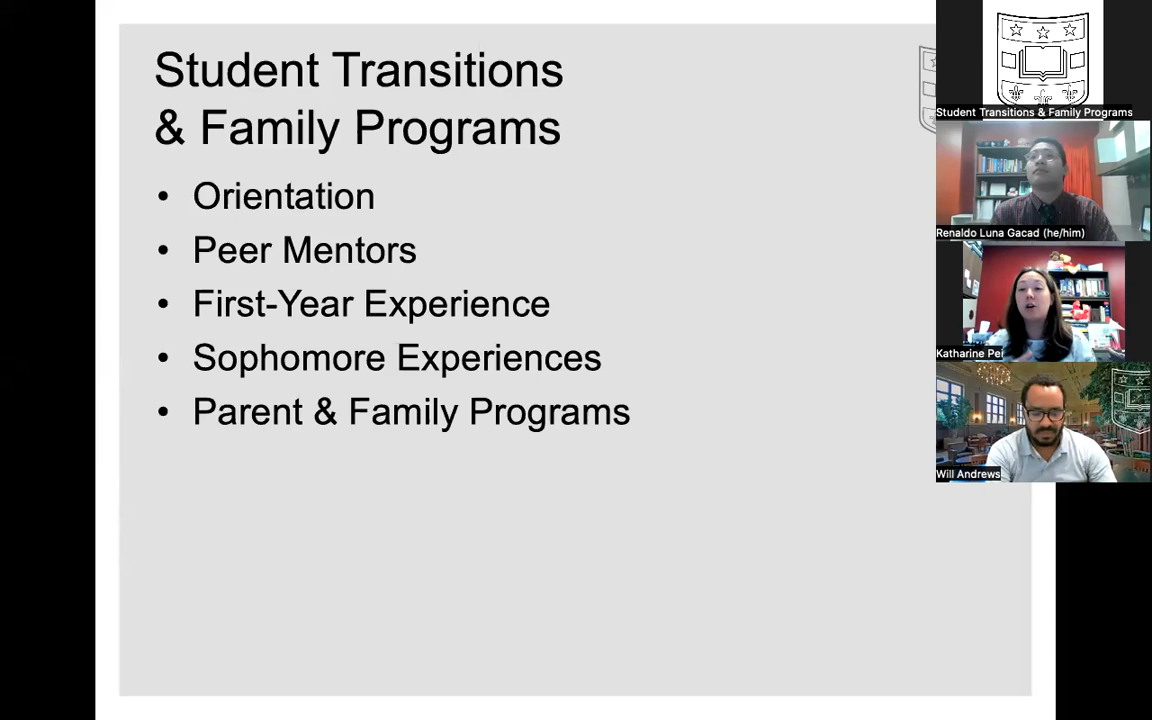 Student Transitions
& Family Programs
• Orientation
• Peer Mentors
• First-Year Experience
• Sophomore Experiences
• Parent & Family Programs
Student Transitions & Family Programs
Renaldo Luna Gacad (he/him)
Katharine Pei
Will Andrews